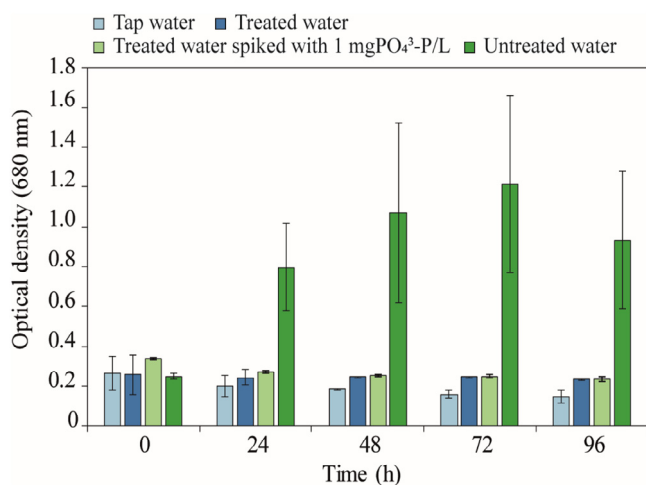 Tap water Treated water
Treated water spiked with 1 mgPO₄³-P/L Untreated water
1.8
1.6
1.4
1.2
1.0
0.8
0.6
0.4
0.2
0
Optical density (680 nm)
0 24 48 72 96
Time (h)